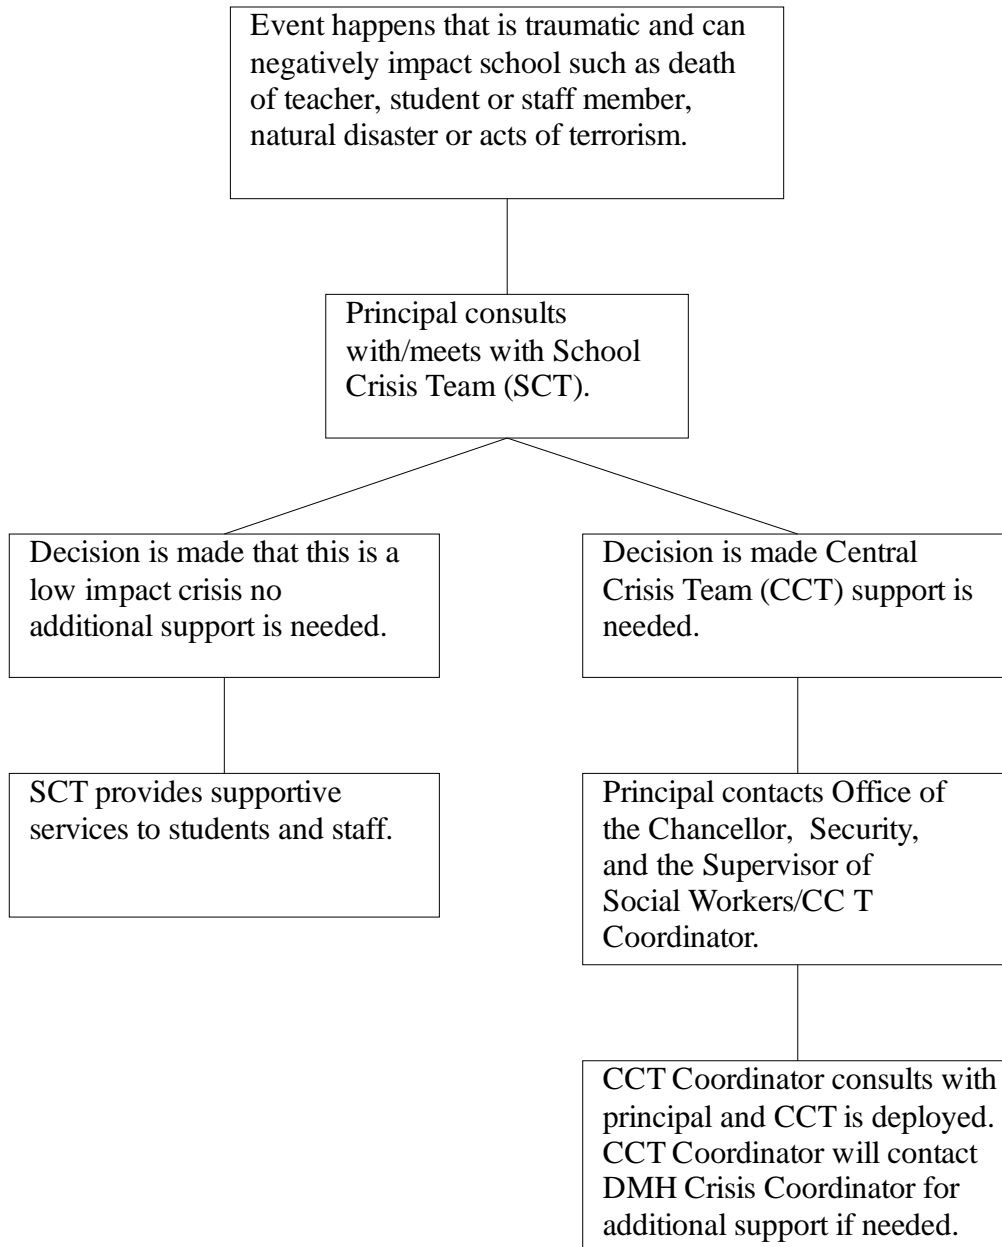 Event happens that is traumatic and can
negatively impact school such as death
of teacher, student or staff member,
natural disaster or acts of terrorism.
Principal consults
with/meets with School
Crisis Team (SCT).
Decision is made that this is a
low impact crisis no
additional support is needed.
Decision is made Central
Crisis Team (CCT) support is
needed.
SCT provides supportive
services to students and staff.
Principal contacts Office of
the Chancellor,  Security,
and the Supervisor of
Social Workers/CC T
Coordinator.
CCT Coordinator consults with
principal and CCT is deployed.
CCT Coordinator will contact
DMH Crisis Coordinator for
additional support if needed.